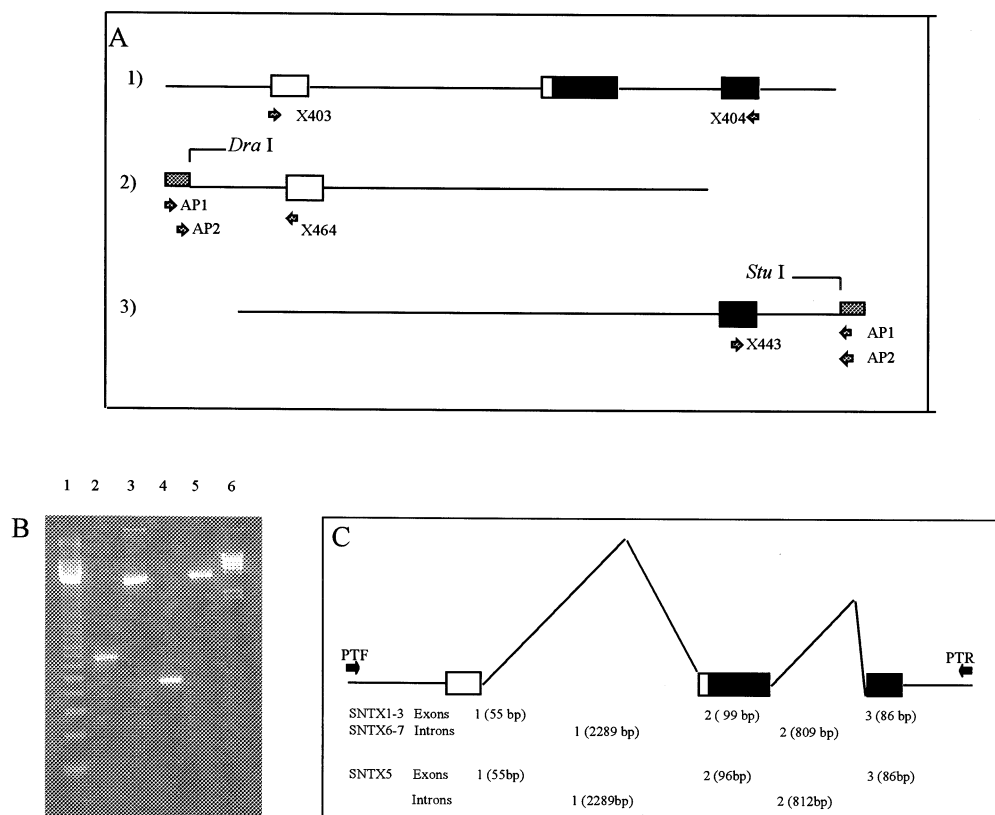 A
1)
X403
X404
Dra I
2)
AP1
AP2
X464
Stu I
3)
X443
AP1
AP2
B
1 2 3 4 5 6
C
PTF
PTR
SNTX1-3 Exons 1 (55 bp) 2 ( 99 bp) 3 (86 bp)
SNTX6-7 Introns 1 (2289 bp) 2 (809 bp)
SNTX5 Exons 1 (55bp) 2 (96bp) 3 (86bp)
Introns 1 (2289bp) 2 (812bp)